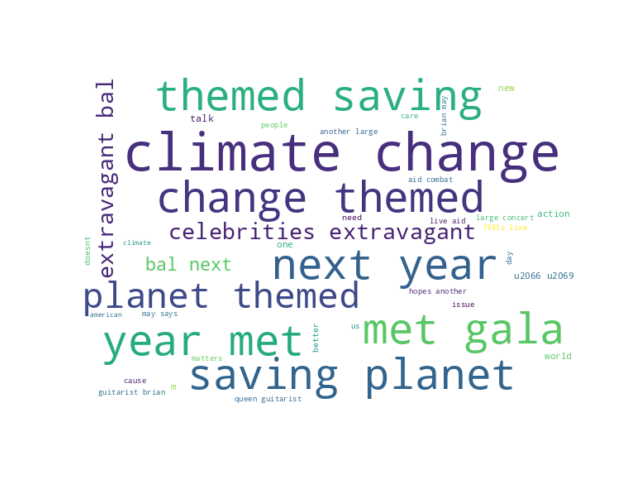 themed saving
new
extravagant bal
talk
care
brian may
people
another large
climate change
aid combat
change themed
need
live aid
large concert
action
celebrities extravagant
1985s live
doesnt
climate
one
bal next
next year
day
u2066 u2069
planet themed
hopes another
american
may says
issue
year met
better
us
met gala
matters
world
saving planet
cause
m
guitarist brian
queen guitarist